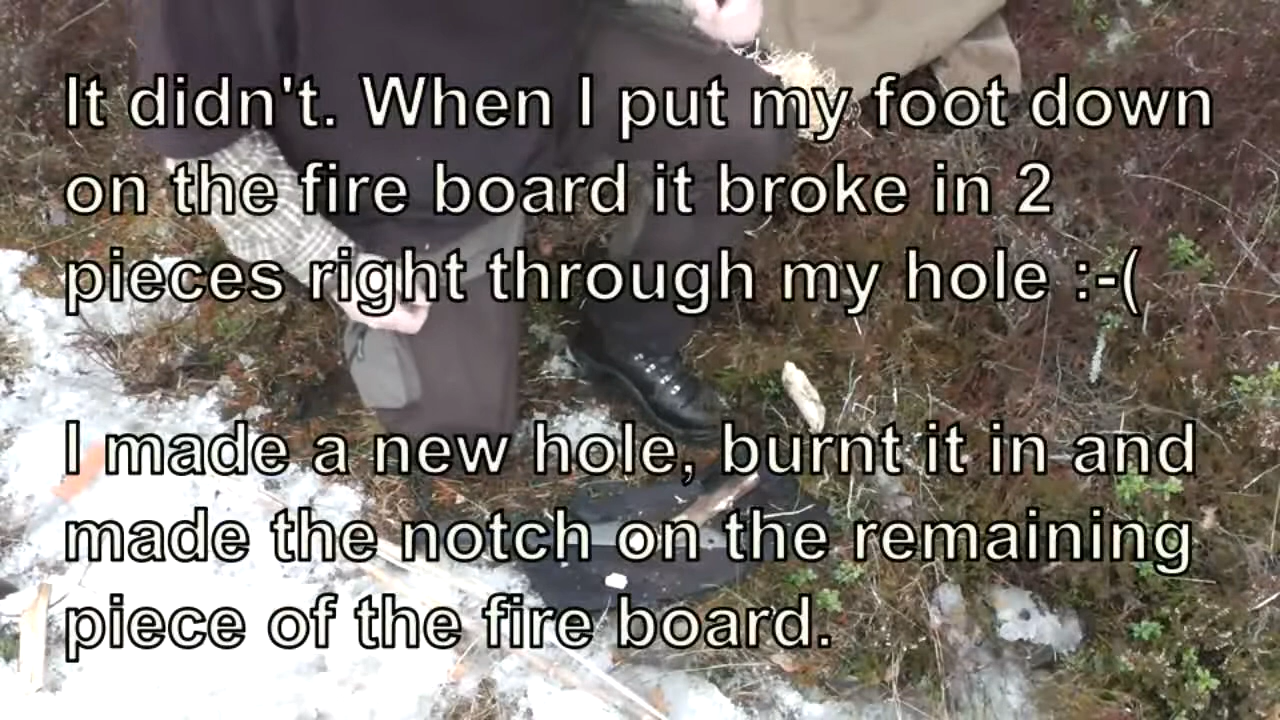 It didn't. When I put my foot down
on the fire board it broke in 2
pieces right through my hole :-(
I made a new hole, burnt it in and
made the notch on the remaining
piece of the fire board.